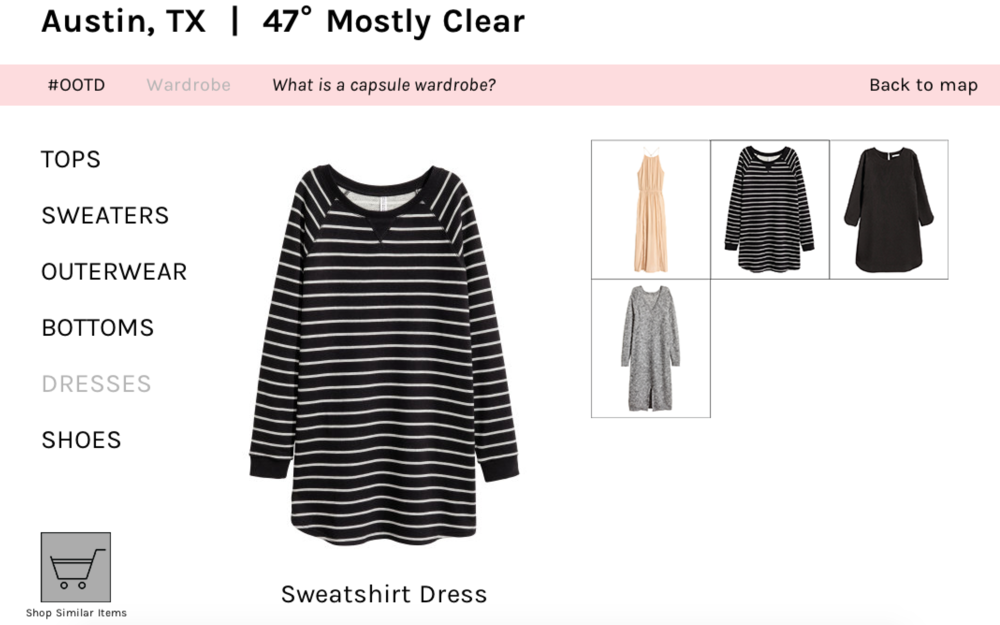 Austin, TX | 47° Mostly Clear
#OOTD Wardrobe What is a capsule wardrobe? Back to map
TOPS
SWEATERS
OUTERWEAR
BOTTOMS
DRESSES
SHOES
Shop Similar Items
Sweatshirt Dress